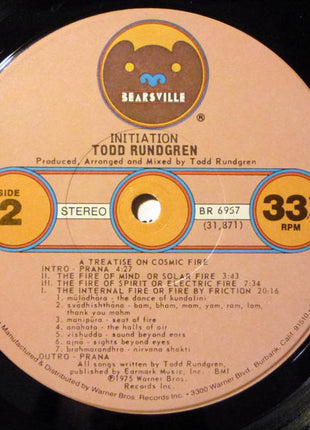 BEARSVILLE
®
INITIATION
TODD RUNDGREN
Produced, Arranged and Mixed by Todd Rundgren
SIDE
2
STEREO
BR 6957
(31,871)
33
RPM
A TREATISE ON COSMIC FIRE
INTRO - PRANA 4:27
II. THE FIRE OF MIND OR SOLAR FIRE 3:43
III. THE FIRE OF SPIRIT OR ELECTRIC FIRE 7:34
I. THE INTERNAL FIRE OR FIRE BY FRICTION 20:16
1. mūlādhāra - the dance of kundalini
2. svadhishthāna - bam, bham, mam, yam, ram, lam,
thank you mahm
3. manipūra - seat of fire
4. anahata - the halls of air
5. vishudda - sound beyond ears
6. ajnā - sights beyond eyes
7. brahmarandhra - nirvana shakti
OUTRO - PRANA
All songs written by Todd Rundgren,
published by Earmark Music, Inc. BMI
℗1975 Warner Bros.
Records Inc.
Manufactured & Distributed by Warner Bros. Records Inc. • 3300 Warner Blvd., Burbank, Cal. 91510